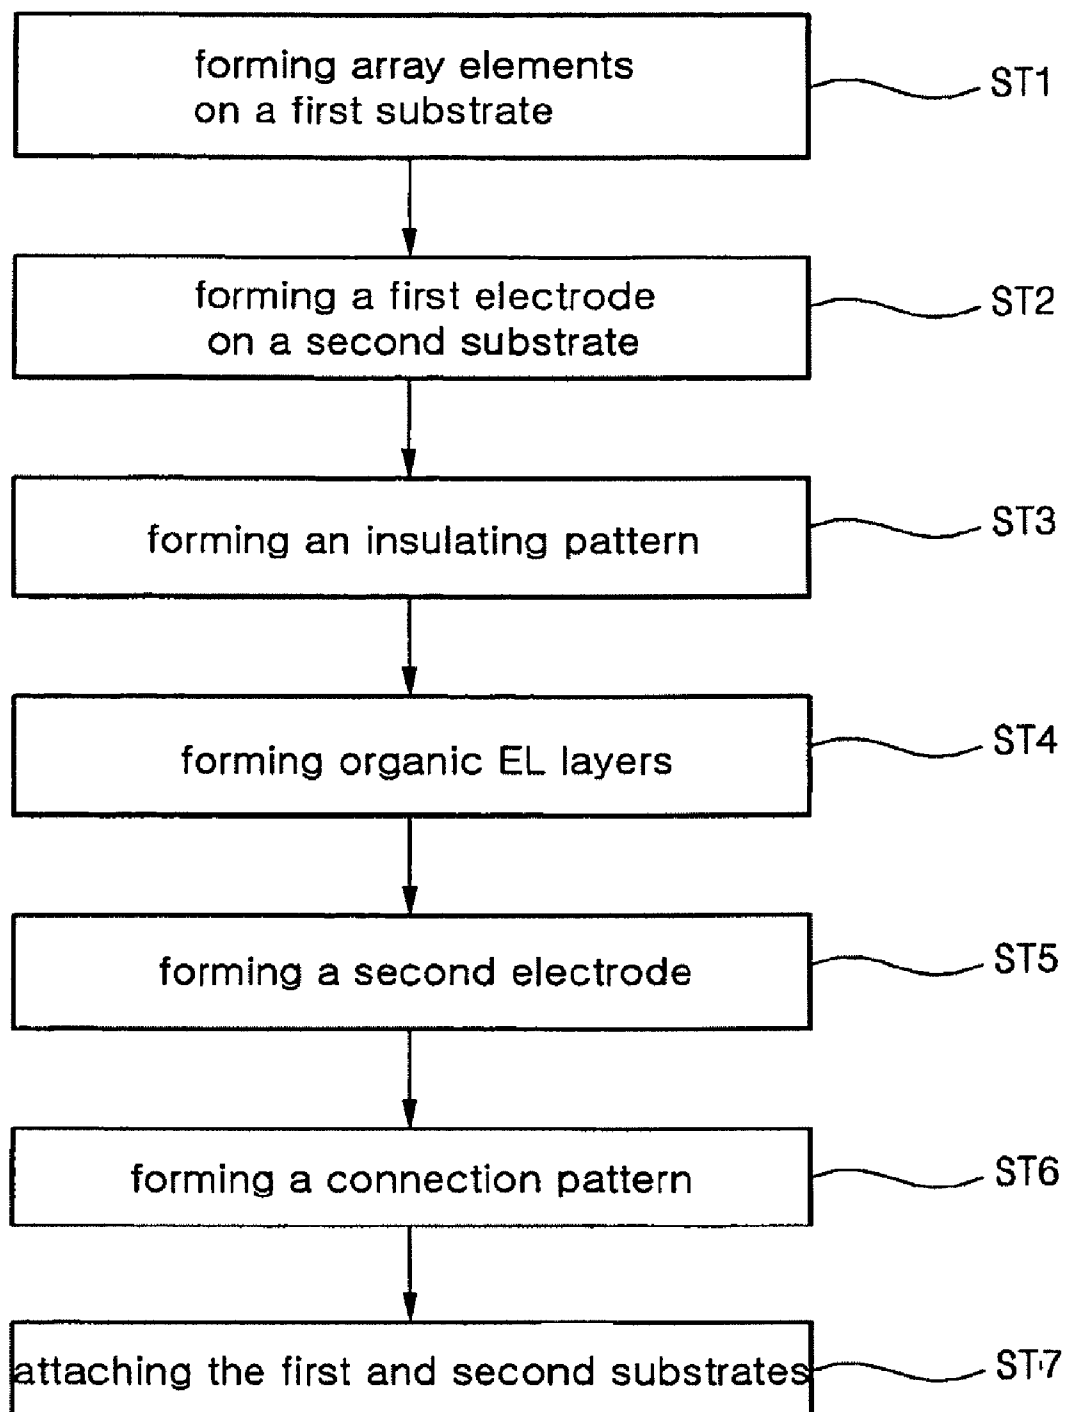 forming array elements
on a first substrate
ST1
forming a first electrode
on a second substrate
ST2
forming an insulating pattern
ST3
forming organic EL layers
ST4
forming a second electrode
ST5
forming a connection pattern
ST6
attaching the first and second substrates
ST7